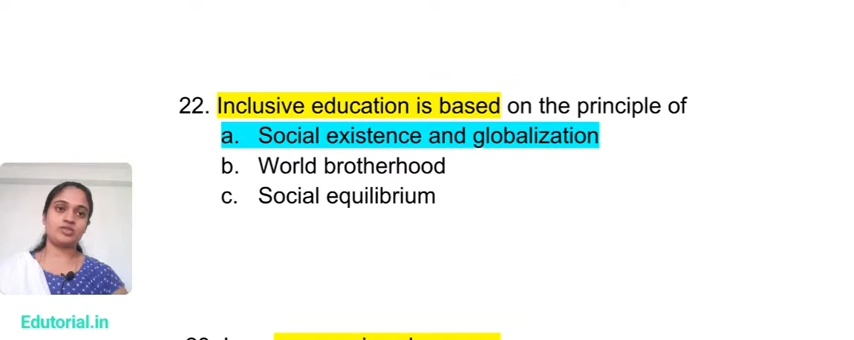 22. Inclusive education is based on the principle of
a. Social existence and globalization
b. World brotherhood
c. Social equilibrium
Edutorial.in